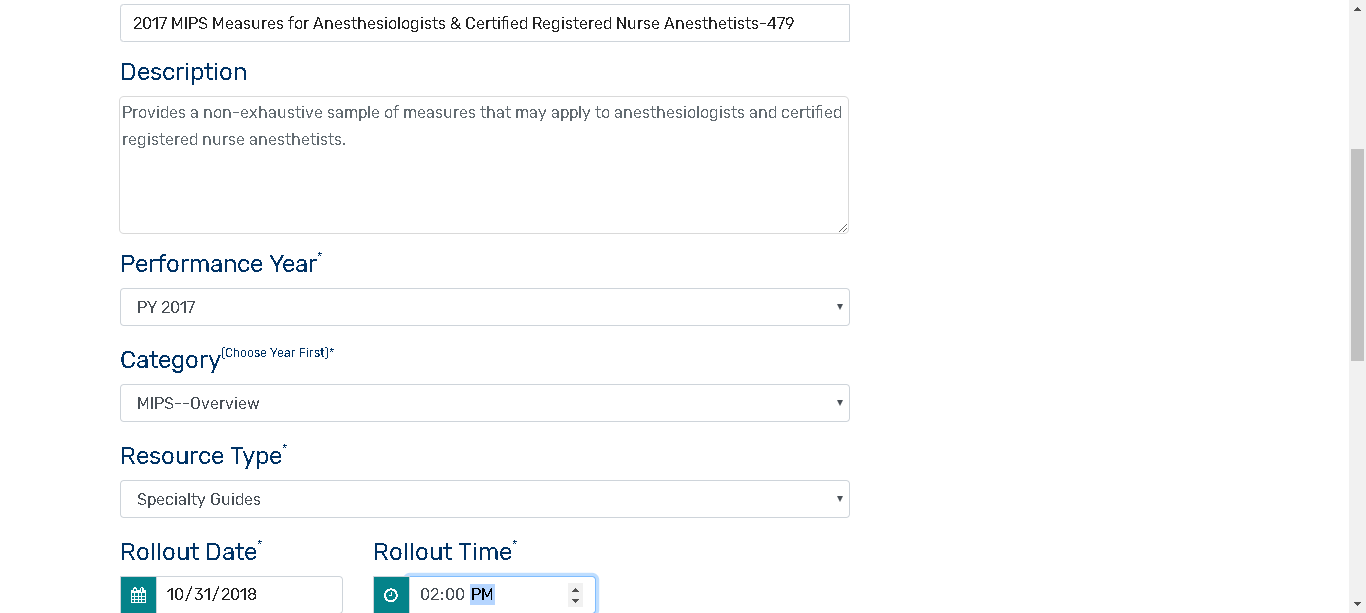 2017 MIPS Measures for Anesthesiologists & Certified Registered Nurse Anesthetists-479
Description
Provides a non-exhaustive sample of measures that may apply to anesthesiologists and certified
registered nurse anesthetists.
Performance Year*
PY 2017
Category(Choose Year First)*
MIPS--Overview
Resource Type*
Specialty Guides
Rollout Date* Rollout Time*
10/31/2018 02:00 PM